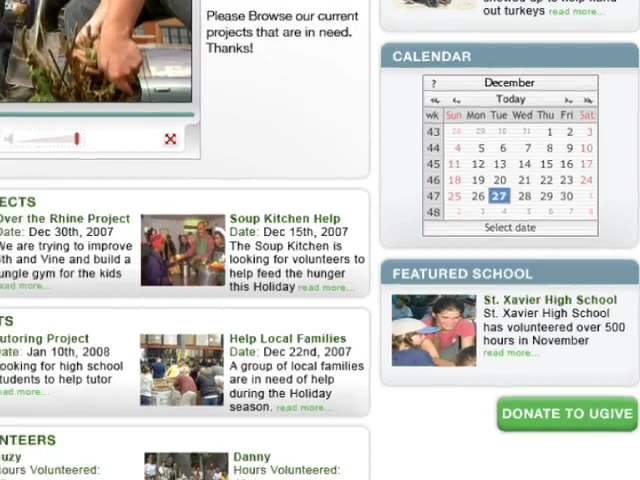 Please Browse our current
projects that are in need.
Thanks!
out turkeys read more...
CALENDAR
? December
Today
wk Sun Mon Tue Wed Thu Fri Sat
43 28 29 30 31 1 2 3
44 4 5 6 7 8 9 10
45 11 12 13 14 15 16 17
46 18 19 20 21 22 23 24
47 25 26 27 28 29 30 1
48 2 3 4 5 6 7 8
Select date
ECTS
Over the Rhine Project
Date: Dec 30th, 2007
We are trying to improve
th and Vine and build a
ungle gym for the kids
ead more...
Soup Kitchen Help
Date: Dec 15th, 2007
The Soup Kitchen is
looking for volunteers to
help feed the hunger
this Holiday read more...
FEATURED SCHOOL
St. Xavier High School
St. Xavier High School
has volunteered over 500
hours in November
read more...
TS
utoring Project
ate: Jan 10th, 2008
ooking for high school
tudents to help tutor
ead more...
Help Local Families
Date: Dec 22nd, 2007
A group of local families
are in need of help
during the Holiday
season. read more...
DONATE TO UGIVE
NTEERS
uzy
ours Volunteered:
Danny
Hours Volunteered: